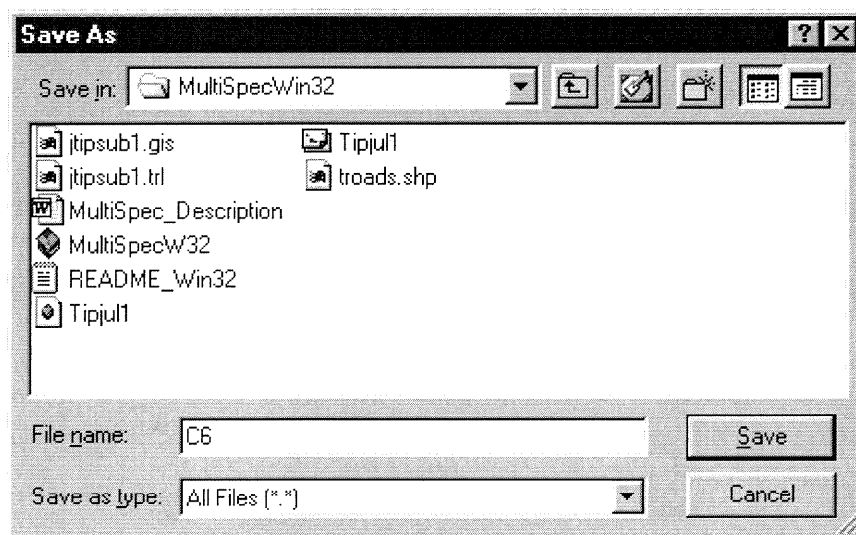 Save As
Save in: MultiSpecWin32
jtipsub1.gis Tipjul1
jtipsub1.trl troads.shp
MultiSpec_Description
MultiSpecW32
README_Win32
Tipjul1
File name: C6 Save
Save as type: All Files (*.*) Cancel